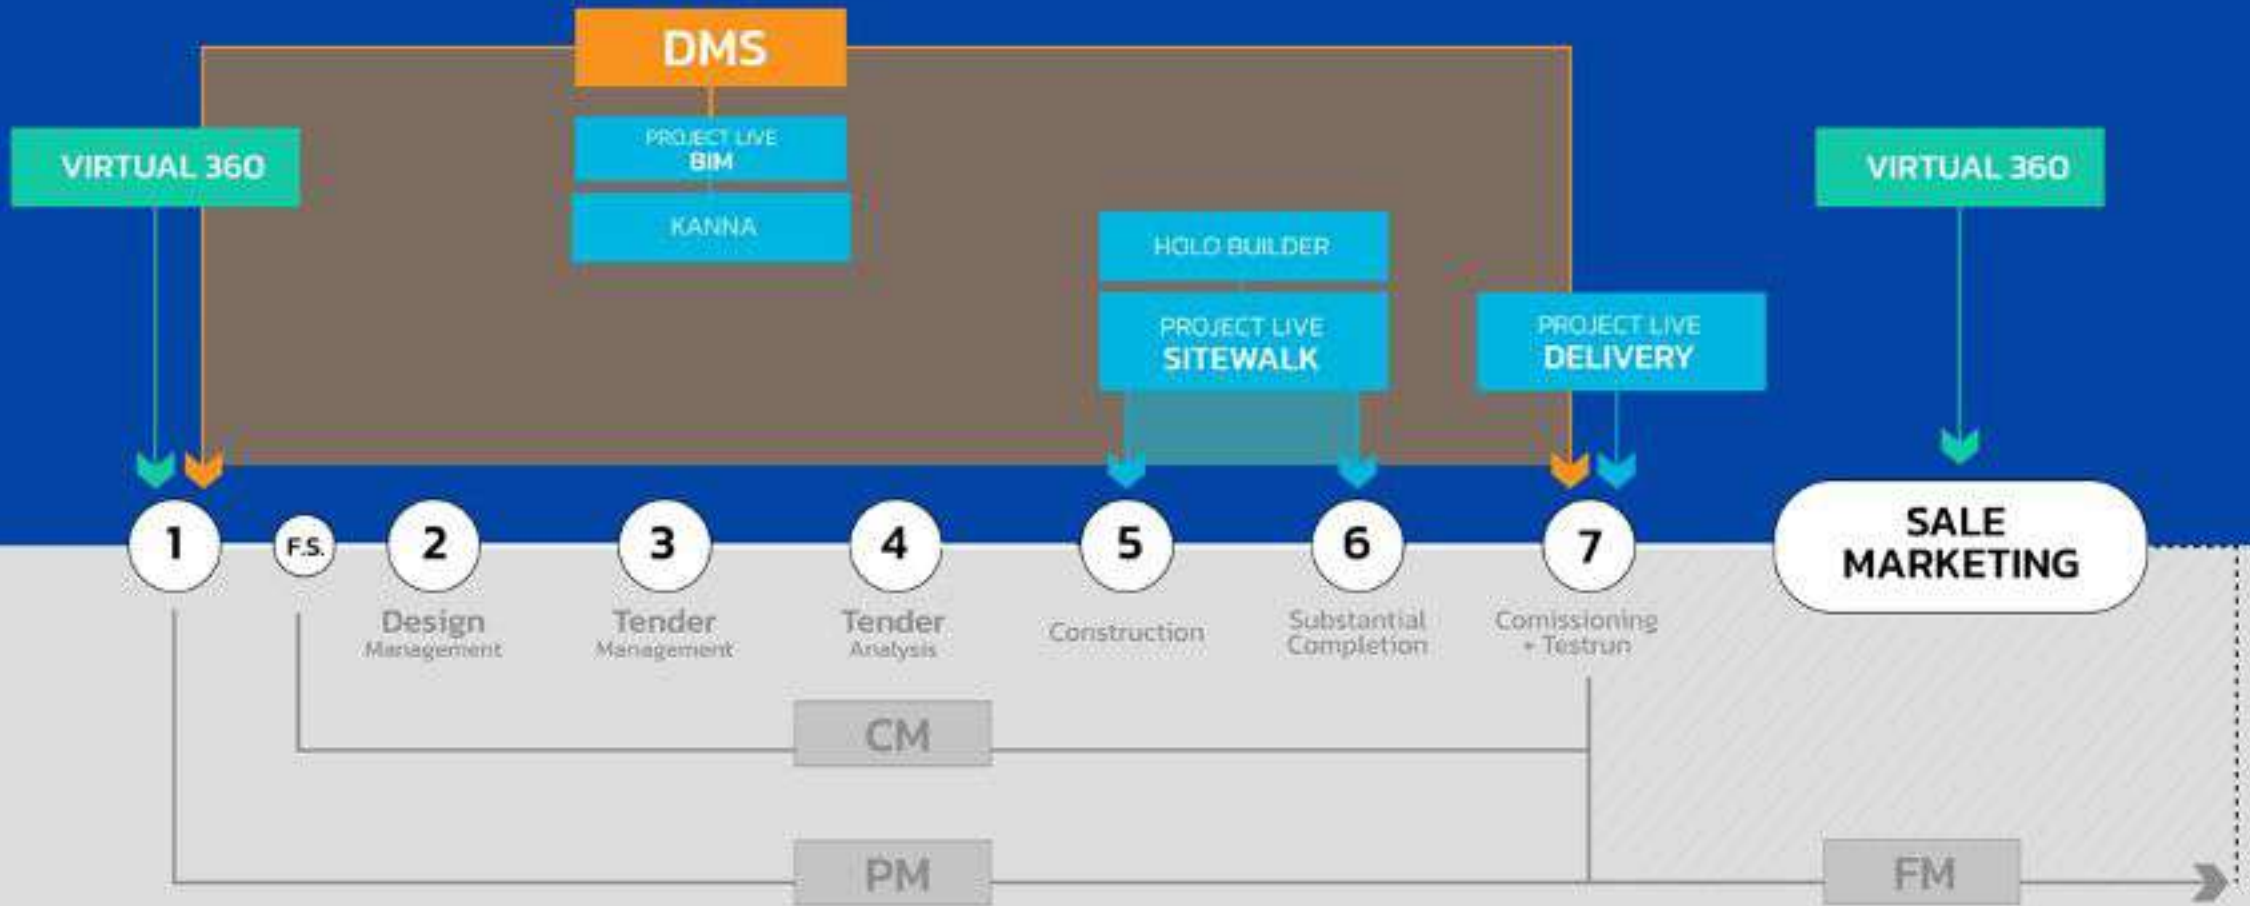 DMS
PROJECT LIVE
BIM
KANNA
VIRTUAL 360
HOLO BUILDER
PROJECT LIVE
SITEWALK
PROJECT LIVE
DELIVERY
VIRTUAL 360
1
F.S.
2
3
4
5
6
7
SALE
MARKETING
Design
Management
Tender
Management
Tender
Analysis
Construction
Substantial
Completion
Comissioning
+ Testrun
CM
PM
FM